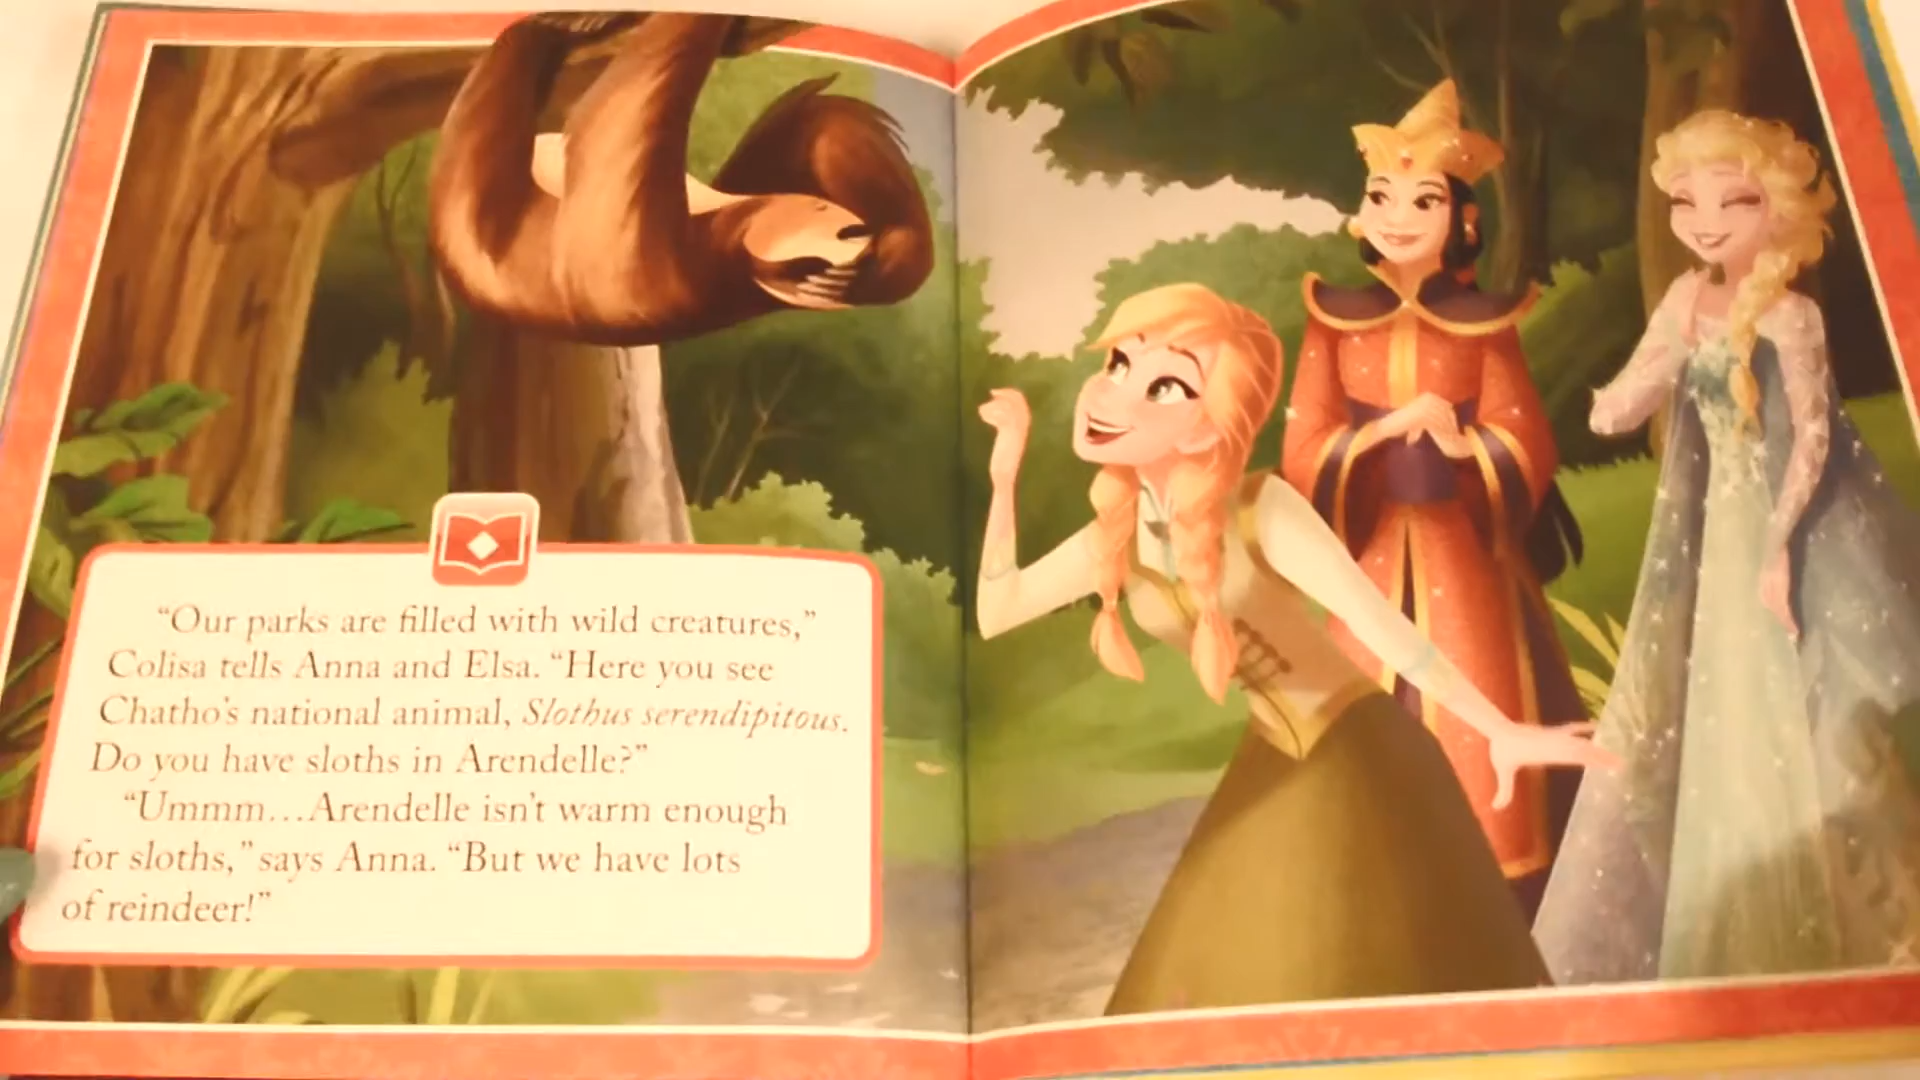 “Our parks are filled with wild creatures,”
Colisa tells Anna and Elsa. “Here you see
Chatho’s national animal, Slothus serendipitous.
Do you have sloths in Arendelle?”
“Ummm…Arendelle isn’t warm enough
for sloths,” says Anna. “But we have lots
of reindeer!”